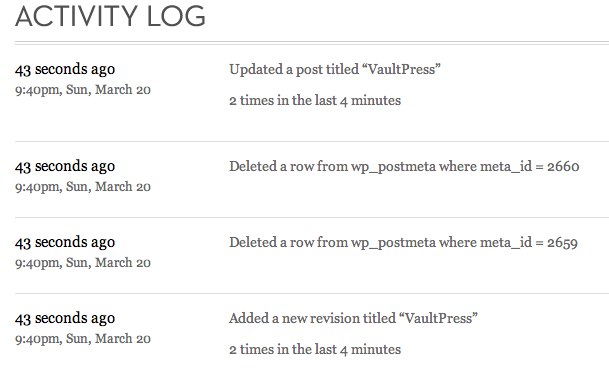 ACTIVITY LOG
43 seconds ago
9:40pm, Sun, March 20
Updated a post titled “VaultPress”
2 times in the last 4 minutes
43 seconds ago
9:40pm, Sun, March 20
Deleted a row from wp_postmeta where meta_id = 2660
43 seconds ago
9:40pm, Sun, March 20
Deleted a row from wp_postmeta where meta_id = 2659
43 seconds ago
9:40pm, Sun, March 20
Added a new revision titled “VaultPress”
2 times in the last 4 minutes